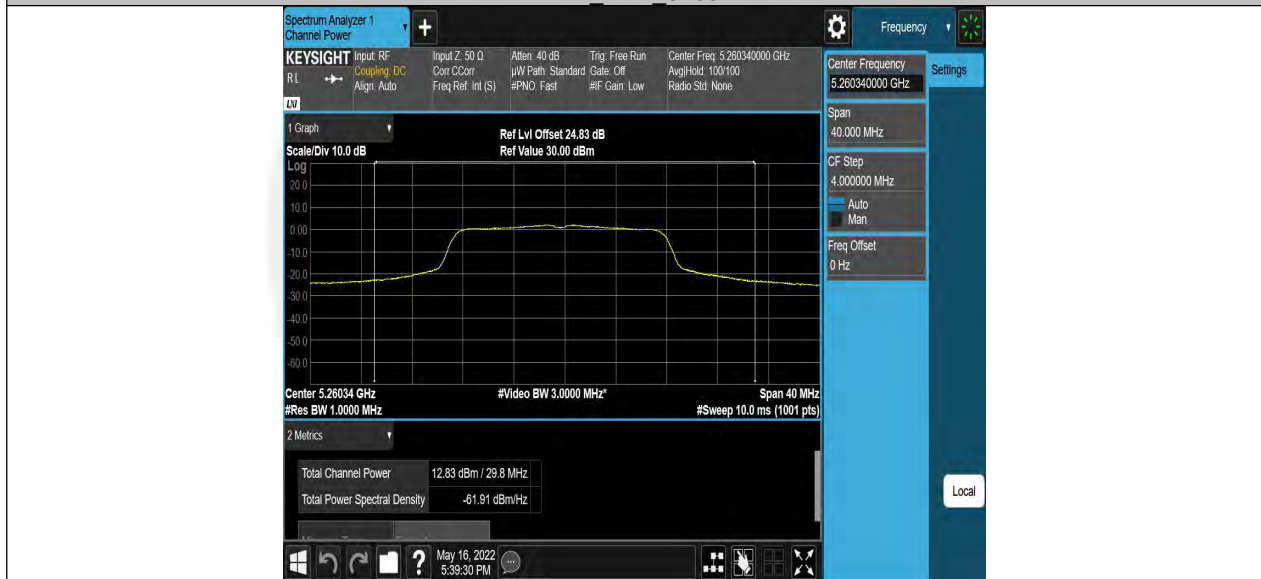 Spectrum Analyzer 1
Channel Power
+
Frequency
KEYSIGHT
RL
LXI
Input: RF
Coupling: DC
Align: Auto
Input Z: 50 Ω
Corr CCorr
Freq Ref: Int (S)
Atten: 40 dB
µW Path: Standard
#PNO: Fast
Trig: Free Run
Gate: Off
#IF Gain: Low
Center Freq: 5.260340000 GHz
Avg|Hold: 100/100
Radio Std: None
Center Frequency
5.260340000 GHz
Settings
Span
40.000 MHz
CF Step
4.000000 MHz
Auto
Man
Freq Offset
0 Hz
1 Graph
Scale/Div 10.0 dB
Ref Lvl Offset 24.83 dB
Ref Value 30.00 dBm
Log
20.0
10.0
0.00
-10.0
-20.0
-30.0
-40.0
-50.0
-60.0
Center 5.26034 GHz
#Video BW 3.0000 MHz*
Span 40 MHz
#Res BW 1.0000 MHz
#Sweep 10.0 ms (1001 pts)
2 Metrics
Total Channel Power 12.83 dBm / 29.8 MHz
Total Power Spectral Density -61.91 dBm/Hz
Local
?
May 16, 2022
5:39:30 PM